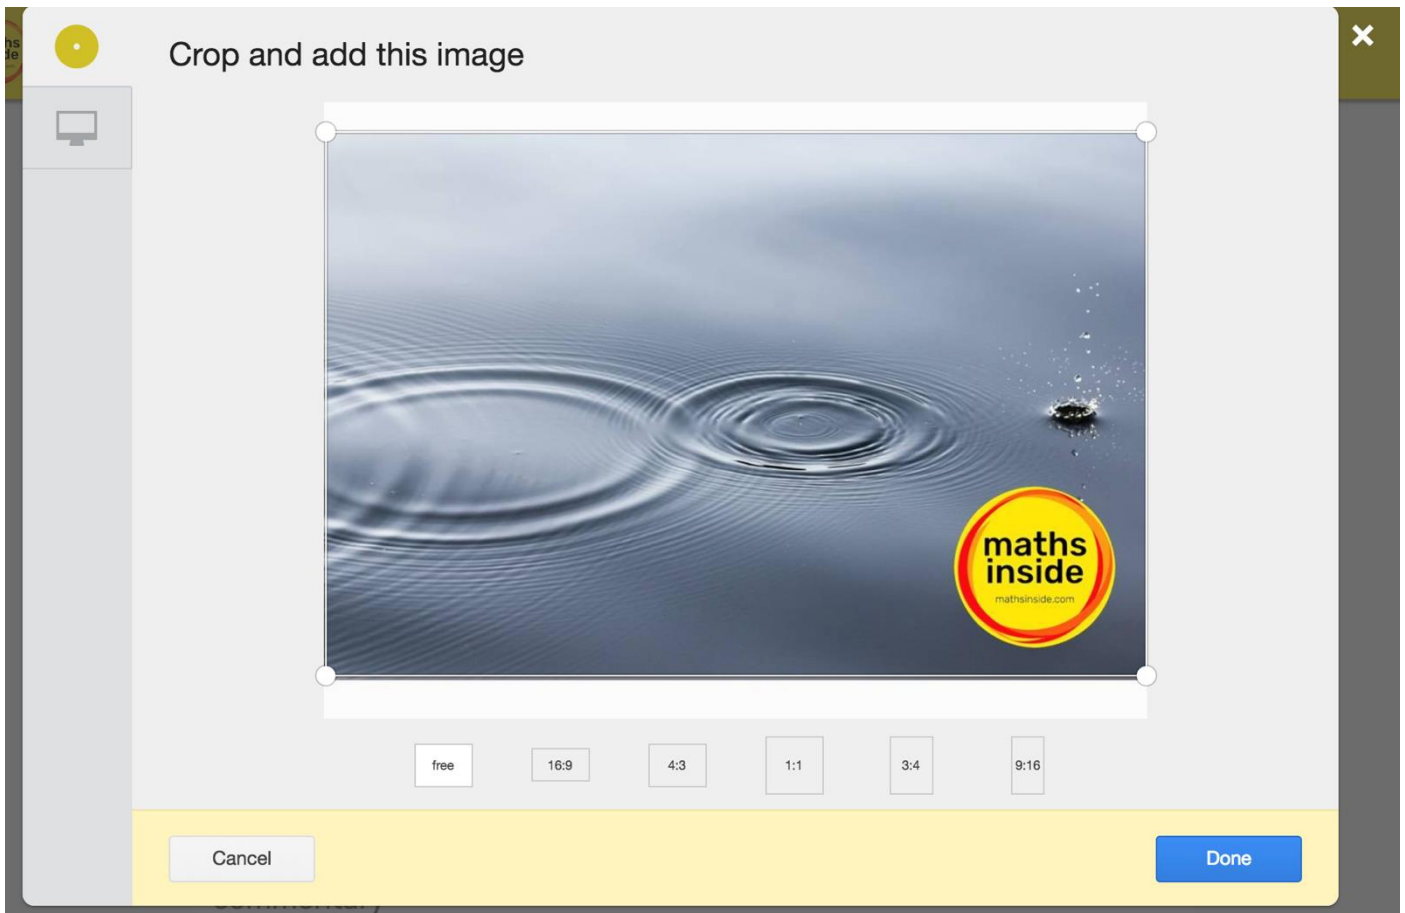 Crop and add this image
maths
inside
mathsinside.com
free
16:9
4:3
1:1
3:4
9:16
Cancel
Done